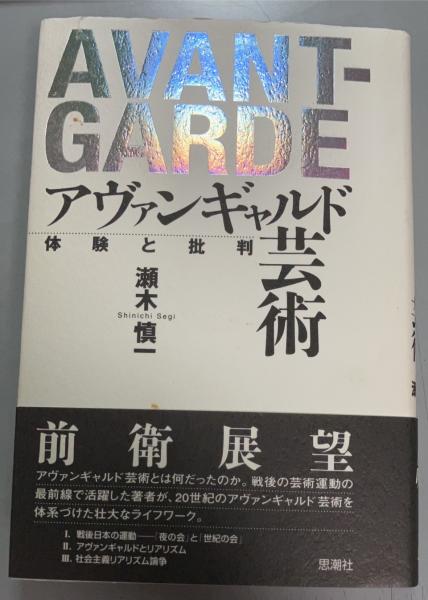 AVANT-
GARDE
アヴァンギャルド
芸術
体験と批判
瀬木慎一
Shinichi Segi
前衛展望
アヴァンギャルド芸術とは何だったのか。戦後の芸術運動の
最前線で活躍した著者が、20世紀のアヴァンギャルド芸術を
体系づけた壮大なライフワーク。
I. 戦後日本の運動──「夜の会」と「世紀の会」
II. アヴァンギャルドとリアリズム
III. 社会主義リアリズム論争
思潮社